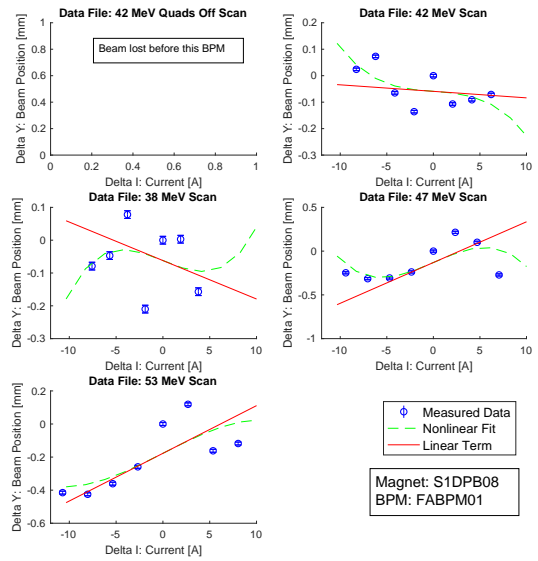 Data File: 42 MeV Quads Off Scan
Delta Y: Beam Position [mm]
1
0.8
0.6
0.4
0.2
0
Beam lost before this BPM
0 0.2 0.4 0.6 0.8 1
Delta I: Current [A]
Data File: 42 MeV Scan
Delta Y: Beam Position [mm]
0.2
0.1
0
-0.1
-0.2
-0.3
-10 -5 0 5 10
Delta I: Current [A]
Data File: 38 MeV Scan
Delta Y: Beam Position [mm]
0.1
0
-0.1
-0.2
-0.3
-10 -5 0 5 10
Delta I: Current [A]
Data File: 47 MeV Scan
Delta Y: Beam Position [mm]
0.5
0
-0.5
-1
-10 -5 0 5 10
Delta I: Current [A]
Data File: 53 MeV Scan
Delta Y: Beam Position [mm]
0.2
0
-0.2
-0.4
-0.6
-10 -5 0 5 10
Delta I: Current [A]
Measured Data
Nonlinear Fit
Linear Term
Magnet: S1DPB08
BPM: FABPM01